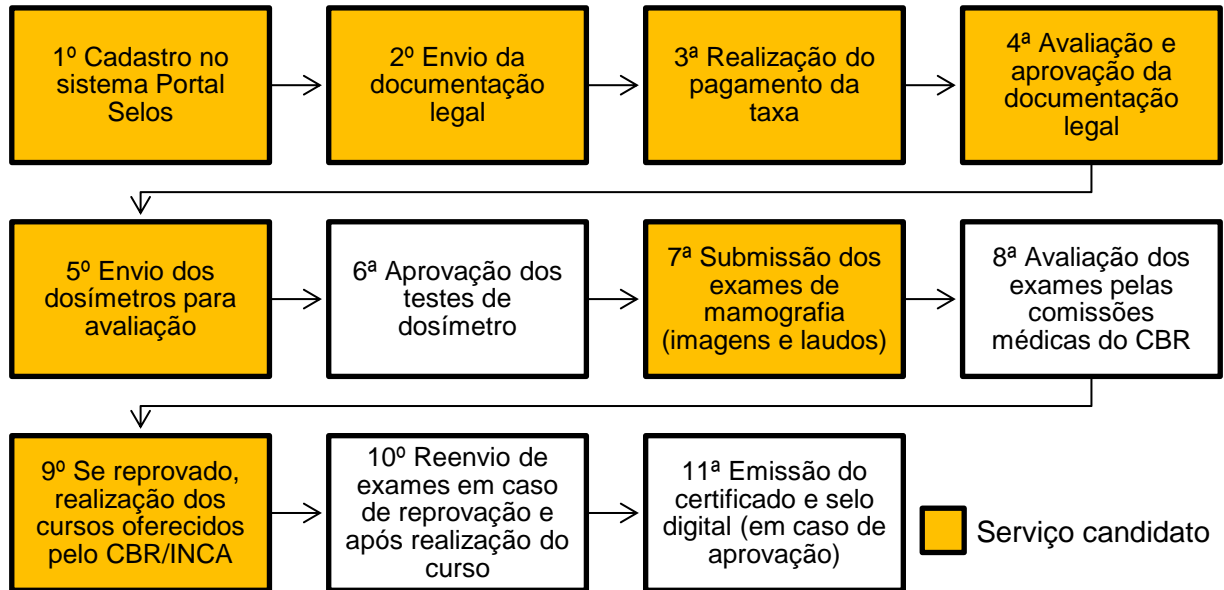 1º Cadastro no
sistema Portal
Selos
2º Envio da
documentação
legal
3ª Realização do
pagamento da
taxa
4ª Avaliação e
aprovação da
documentação
legal
5º Envio dos
dosímetros para
avaliação
6ª Aprovação dos
testes de
dosímetro
7ª Submissão dos
exames de
mamografia
(imagens e laudos)
8ª Avaliação dos
exames pelas
comissões
médicas do CBR
9º Se reprovado,
realização dos
cursos oferecidos
pelo CBR/INCA
10º Reenvio de
exames em caso
de reprovação e
após realização do
curso
11ª Emissão do
certificado e selo
digital (em caso de
aprovação)
Serviço candidato